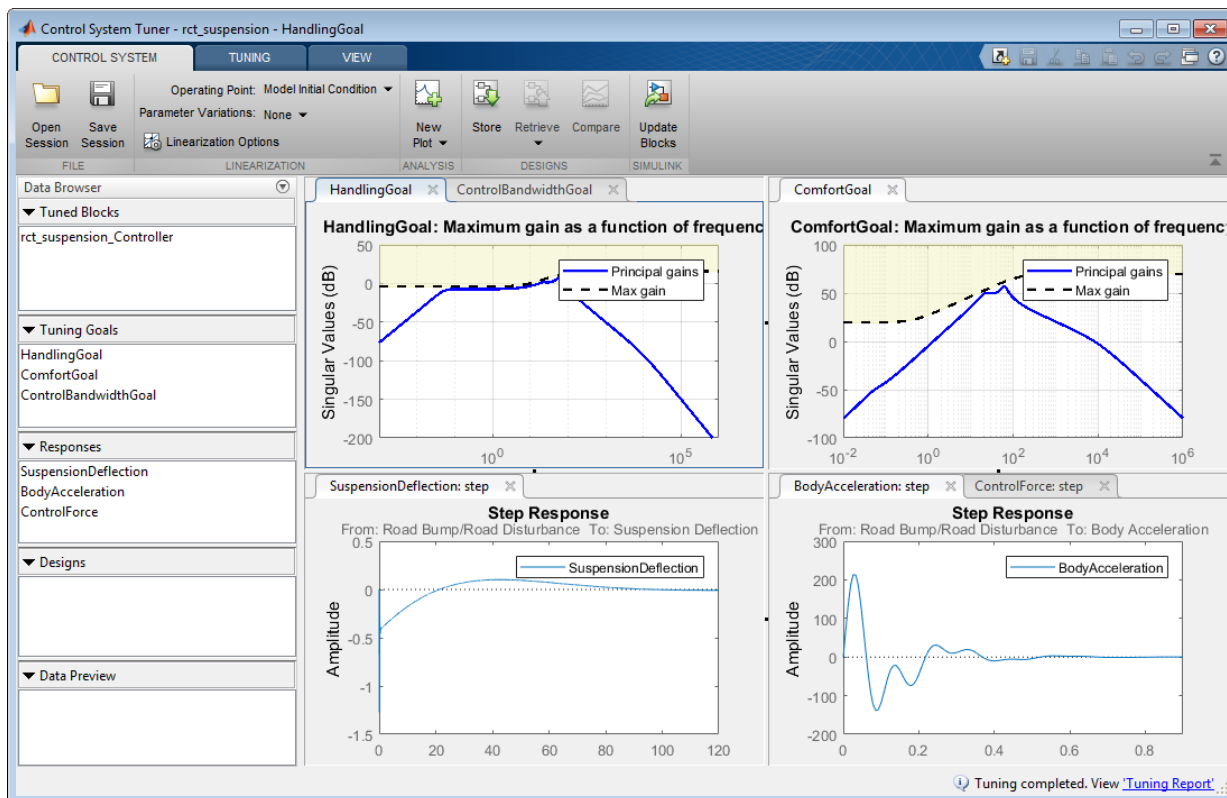 Control System Tuner - rct_suspension - HandlingGoal
CONTROL SYSTEM TUNING VIEW
Operating Point: Model Initial Condition
Parameter Variations: None
Linearization Options
Open Session
Save Session
New Plot
Store
Retrieve
Compare
Update Blocks
FILE LINEARIZATION ANALYSIS DESIGNS SIMULINK
Data Browser
Tuned Blocks
rct_suspension_Controller
Tuning Goals
HandlingGoal
ComfortGoal
ControlBandwidthGoal
Responses
SuspensionDeflection
BodyAcceleration
ControlForce
Designs
Data Preview
HandlingGoal ControlBandwidthGoal
HandlingGoal: Maximum gain as a function of frequenc
Singular Values (dB)
50
0
-50
-100
-150
-200
Principal gains
Max gain
10^0 10^5
ComfortGoal
ComfortGoal: Maximum gain as a function of frequency
Singular Values (dB)
100
50
0
-50
-100
Principal gains
Max gain
10^-2 10^0 10^2 10^4 10^6
SuspensionDeflection: step
Step Response
From: Road Bump/Road Disturbance To: Suspension Deflection
Amplitude
0.5
0
-0.5
-1
-1.5
SuspensionDeflection
0 20 40 60 80 100 120
BodyAcceleration: step ControlForce: step
Step Response
From: Road Bump/Road Disturbance To: Body Acceleration
Amplitude
300
200
100
0
-100
-200
BodyAcceleration
0 0.2 0.4 0.6 0.8
Tuning completed. View 'Tuning Report'